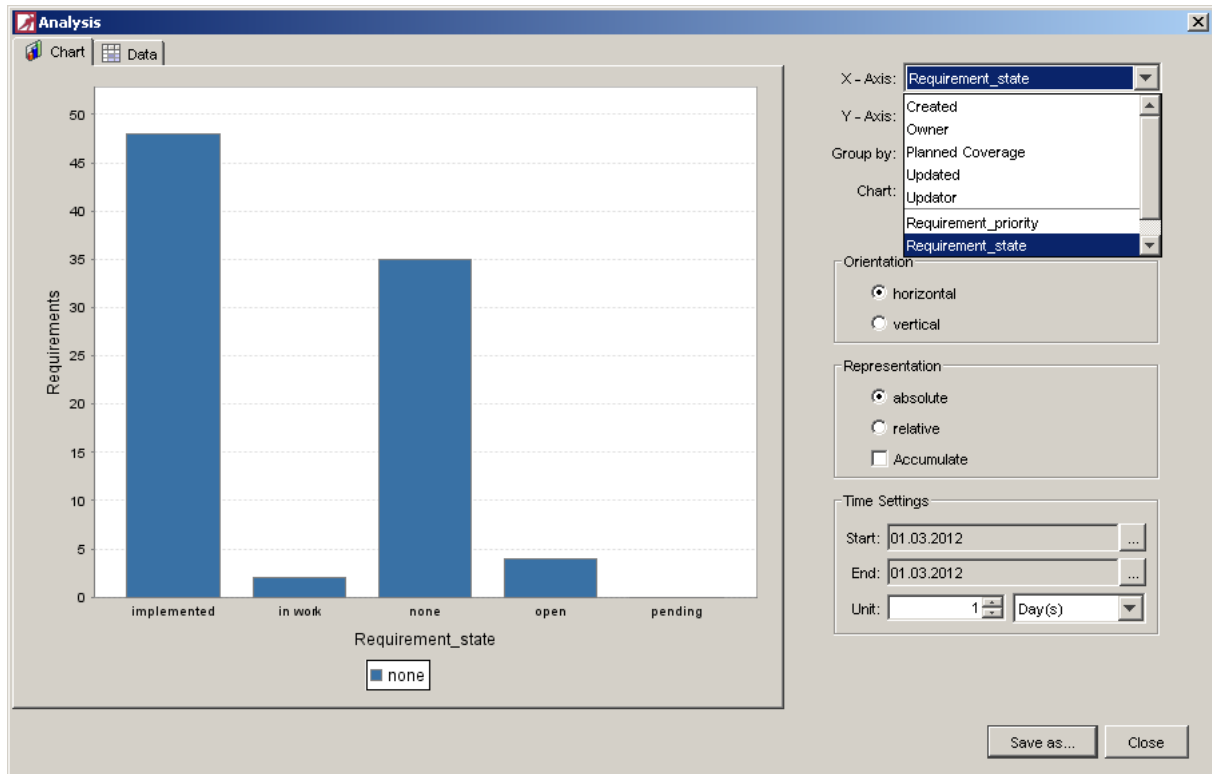 Analysis
Chart
Data
50
45
40
35
30
25
20
15
10
5
0
Requirements
implemented
in work
none
open
pending
Requirement_state
none
X - Axis: Requirement_state
Y - Axis:
Group by:
Chart:
Created
Owner
Planned Coverage
Updated
Updator
Requirement_priority
Requirement_state
Orientation
horizontal
vertical
Representation
absolute
relative
Accumulate
Time Settings
Start: 01.03.2012 ...
End: 01.03.2012 ...
Unit: 1 Day(s)
Save as... Close